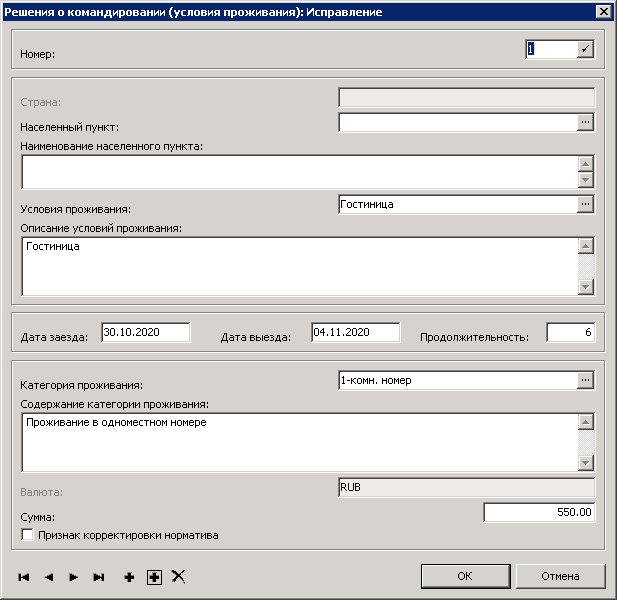 Решения о командировании (условия проживания): Исправление
Номер: 1
Страна:
Населенный пункт:
Наименование населенного пункта:
Условия проживания: Гостиница
Описание условий проживания:
Гостиница
Дата заезда: 30.10.2020 Дата выезда: 04.11.2020 Продолжительность: 6
Категория проживания: 1-комн. номер
Содержание категории проживания:
Проживание в одноместном номере
Валюта: RUB
Сумма: 550.00
Признак корректировки норматива
OK Отмена